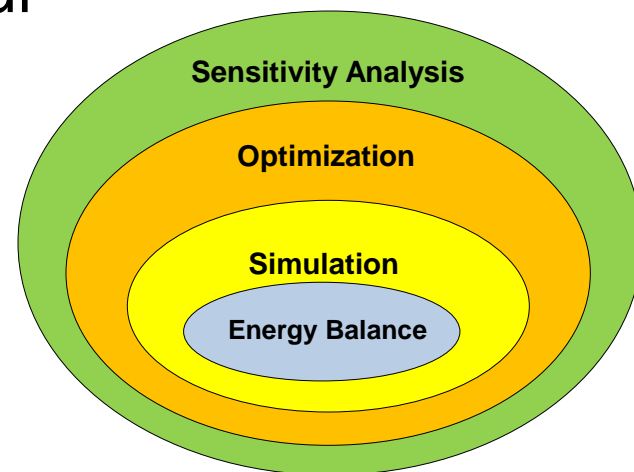 Sensitivity Analysis
Optimization
Simulation
Energy Balance